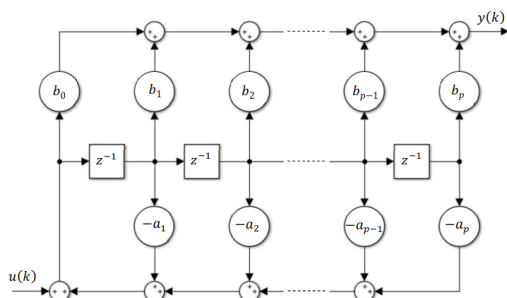 y(k)
b₀ b₁ b₂ bₚ₋₁ bₚ
z⁻¹ z⁻¹ z⁻¹
−a₁ −a₂ −aₚ₋₁ −aₚ
u(k)